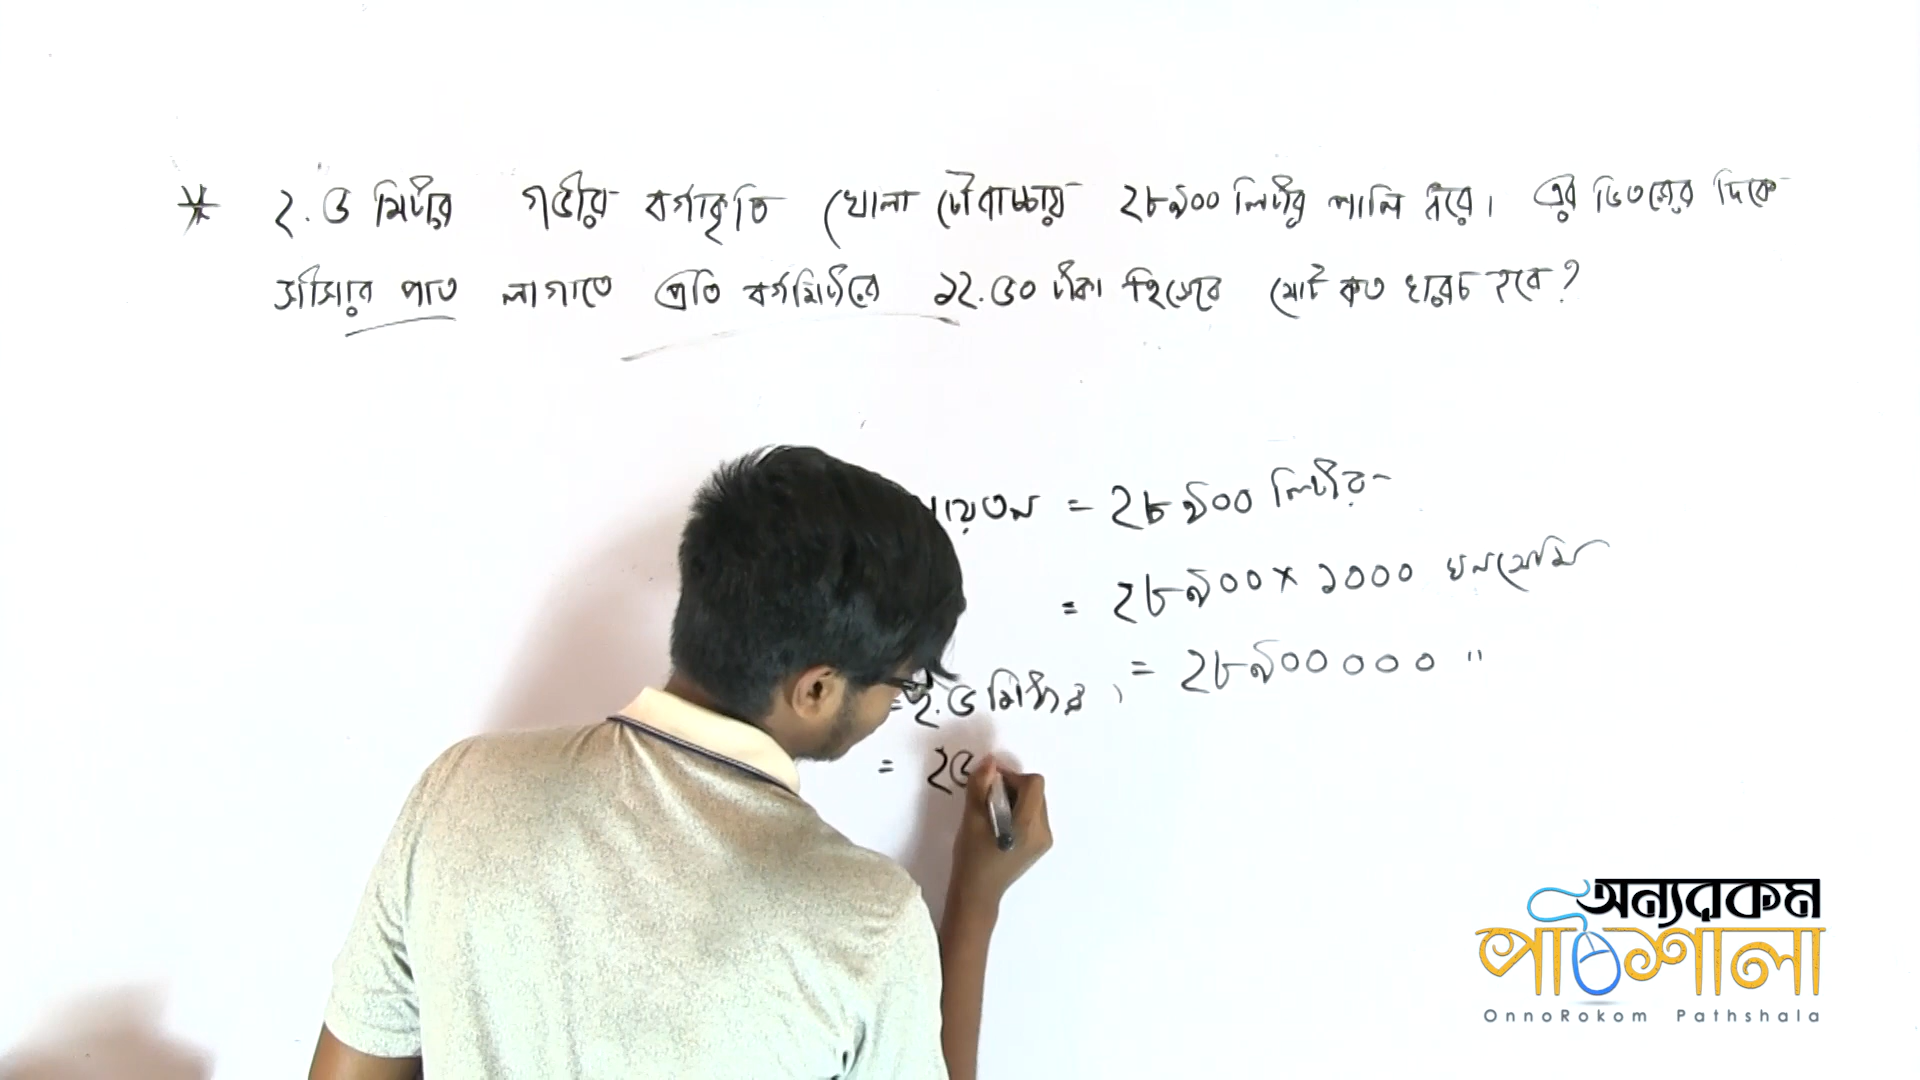 * ২.৫ মিটার গভীর বর্গাকৃতি খোলা চৌবাচ্চায় ২৮৯০০ লিটার পানি ধরে। এর ভিতরের দিকে
সীসার পাত লাগাতে প্রতি বর্গমিটারে ১২.৫০ টাকা হিসেবে মোট কত খরচ হবে?
য়তন = ২৮৯০০ লিটার
= ২৮৯০০ × ১০০০ ঘনসেমি
= ২৮৯০০০০০ "
= ২.৫ মিটার
= ২৫
অন্যরকম
পাঠশালা
OnnoRokom Pathshala